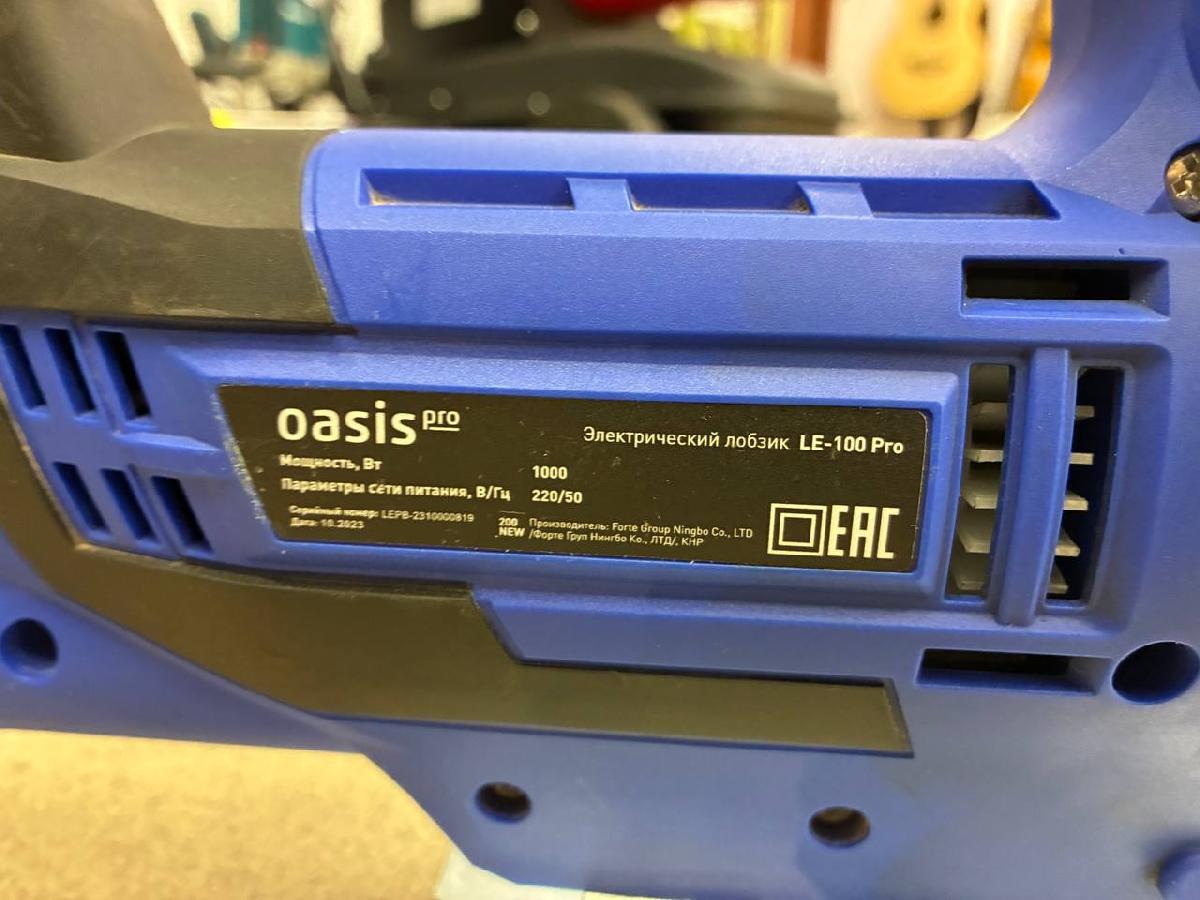 oasis pro
Электрический лобзик LE-100 Pro
Мощность, Вт 1000
Параметры сети питания, В/Гц 220/50
Серийный номер: LEPB-2310000819
Дата: 10.2023
200
NEW
Производитель: Forte Group Ningbo Co., LTD
/Форте Груп Нингбо Ко., ЛТД/, КНР
EAC